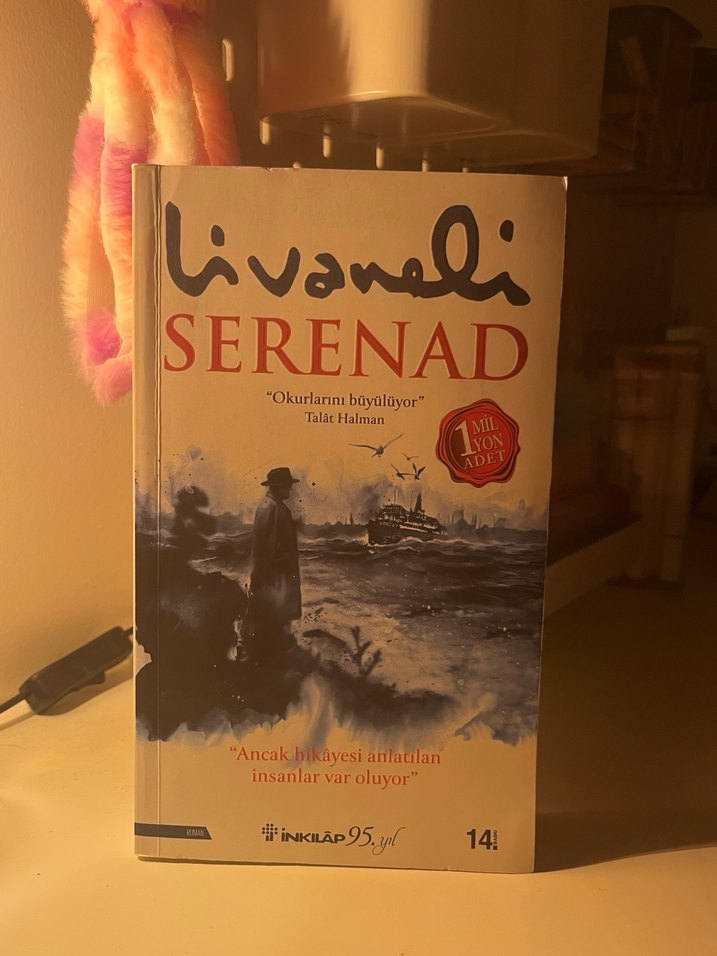 livaneli
SERENAD
“Okurlarını büyülüyor”
Talât Halman
1 MİL
YON
ADET
“Ancak hikâyesi anlatılan
insanlar var oluyor”
ROMAN
İNKILÂP 95.yıl
14. BASKI